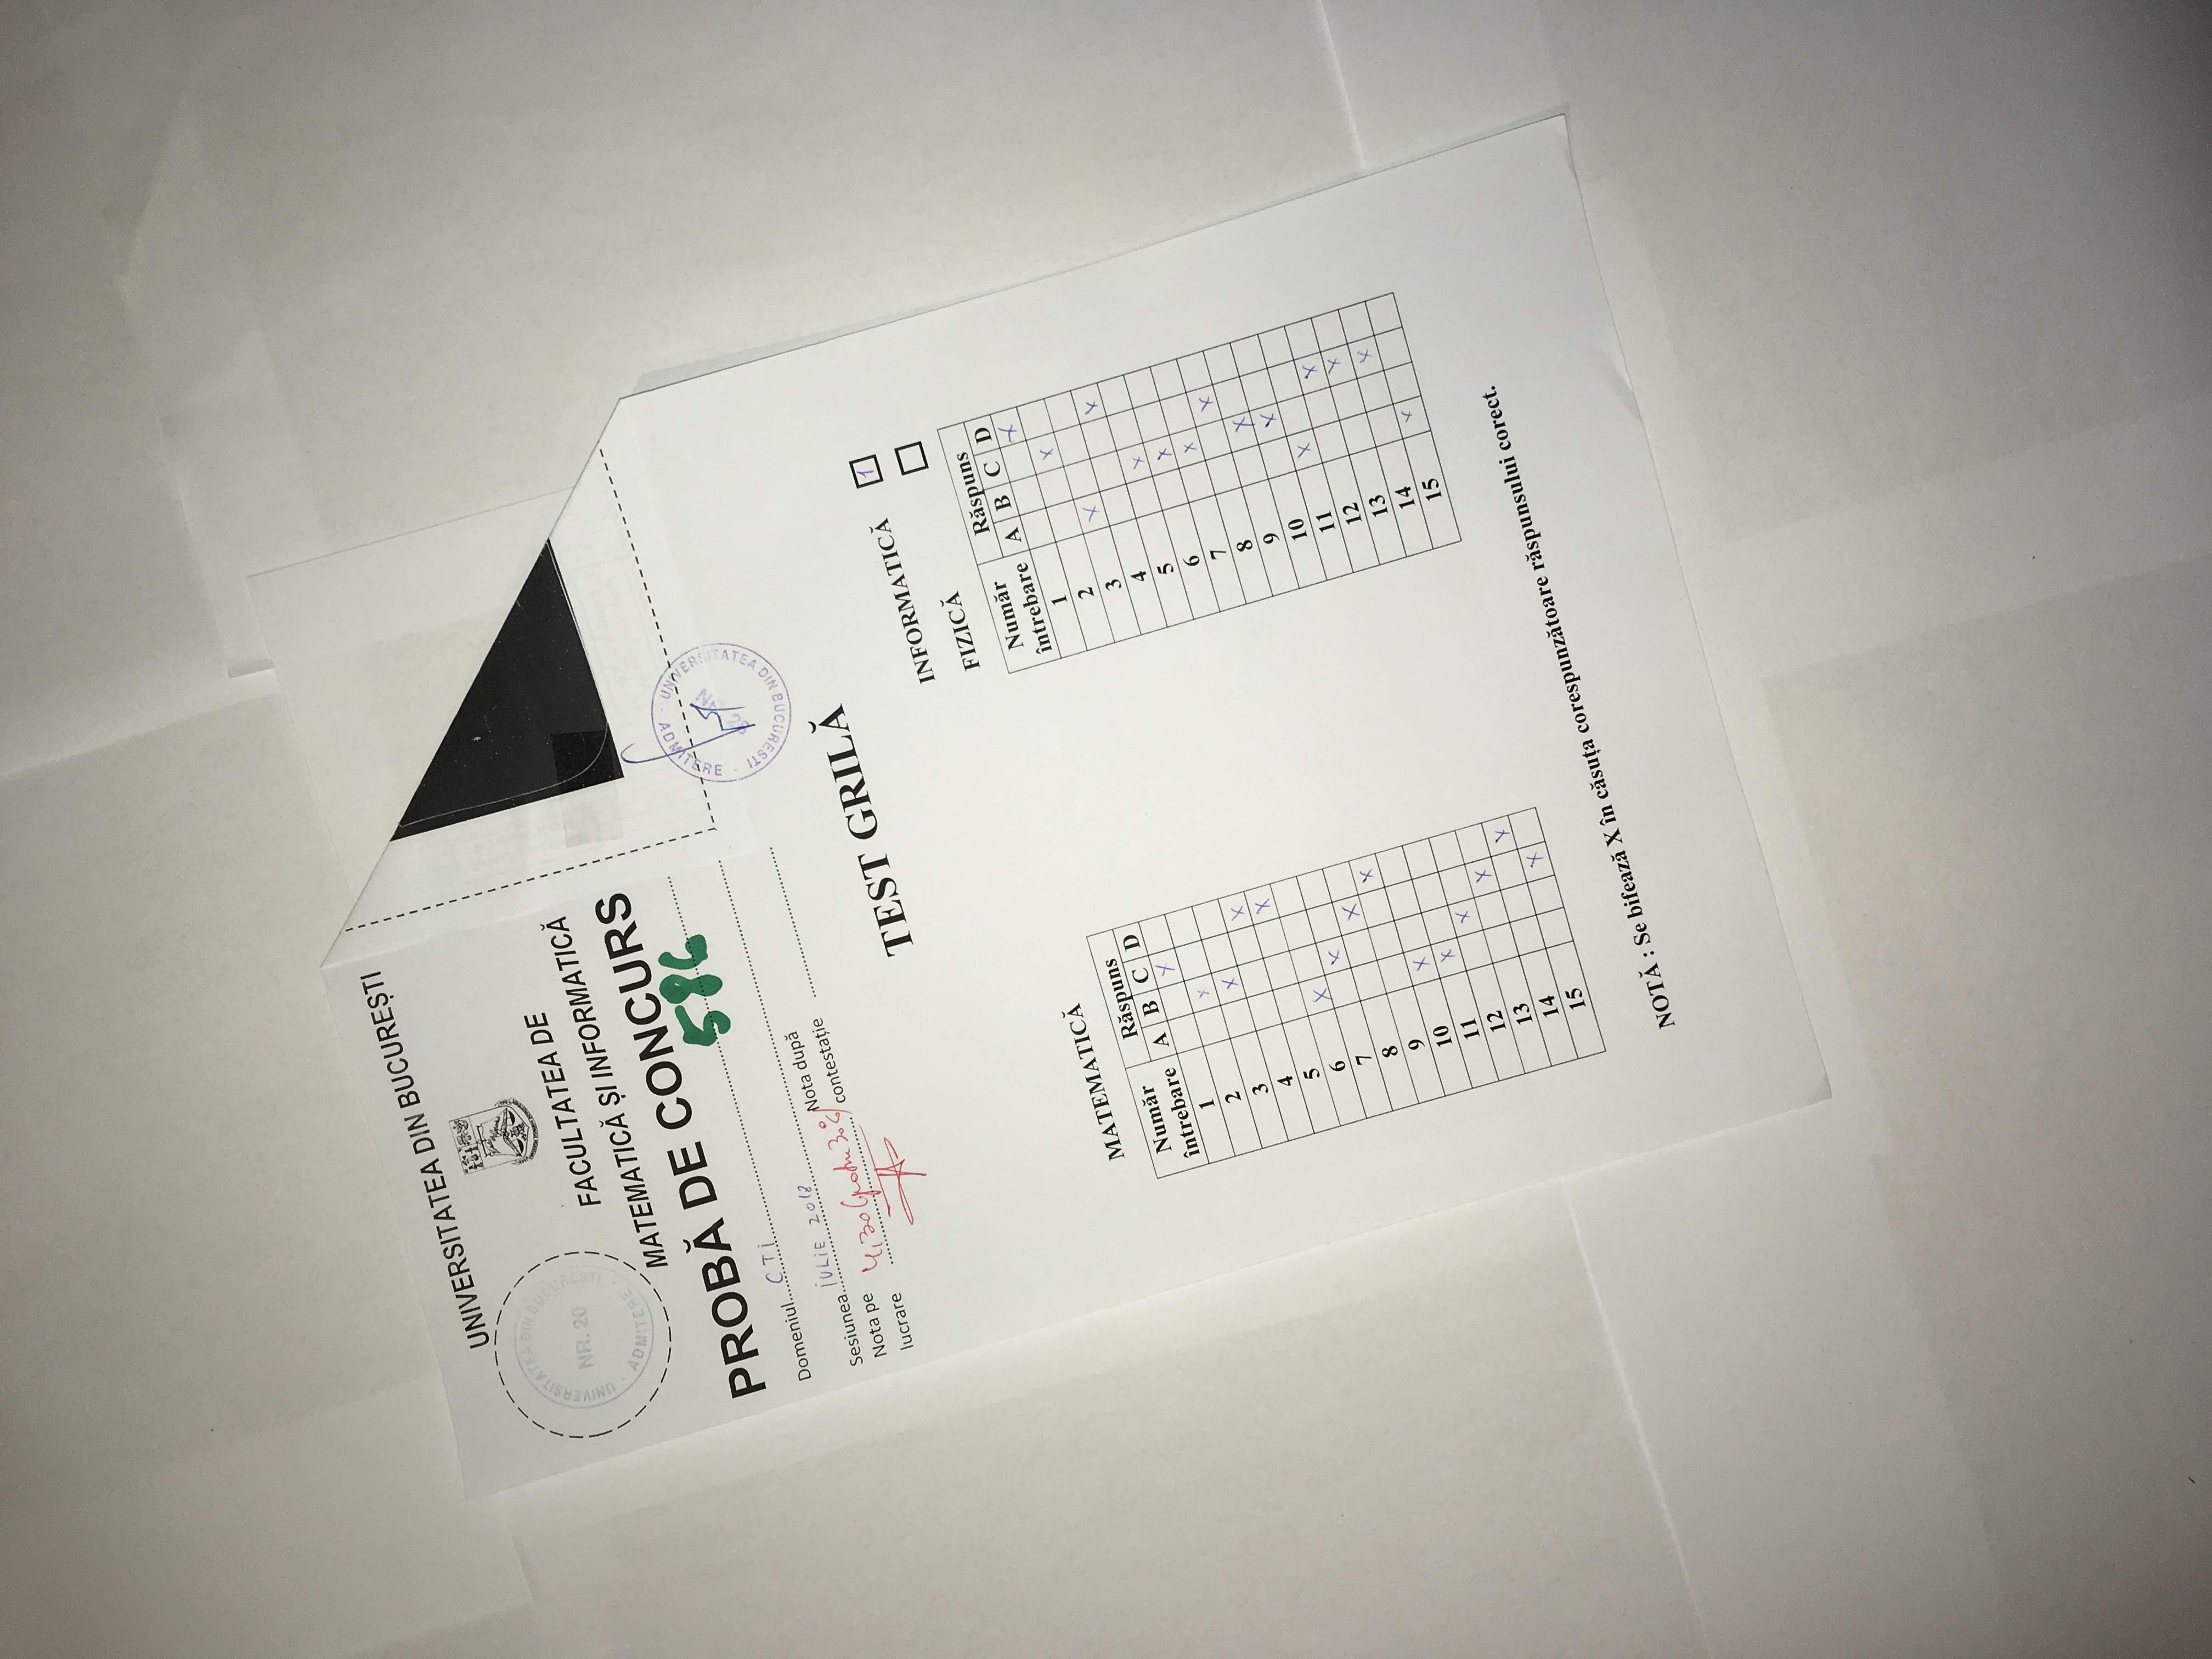 UNIVERSITATEA DIN BUCUREȘTI
UNIVERSITATEA DIN BUCUREȘTI · ADMITERE ·
NR. 20
FACULTATEA DE
MATEMATICĂ ȘI INFORMATICĂ
PROBĂ DE CONCURS
586
Domeniul CTI
Sesiunea IULIE 2018
Nota pe lucrare 4,30 (patru 30%)
Nota după contestație
UNIVERSITATEA DIN BUCUREȘTI · ADMITERE ·
TEST GRILĂ
INFORMATICĂ 1
FIZICĂ
MATEMATICĂ
Număr întrebare Răspuns
A B C D
1 X
2 X
3 X
4 X
5 X
6 X
7 X
8 X
9 X
10 X
11 X
12 X
13 X
14 X
15 X
Număr întrebare Răspuns
A B C D
1 X
2 X
3 X
4 X
5 X
6 X
7 X
8 X
9 X
10 X
11 X
12 X
13 X
14 X
15 X
NOTĂ : Se bifează X în căsuța corespunzătoare răspunsului corect.